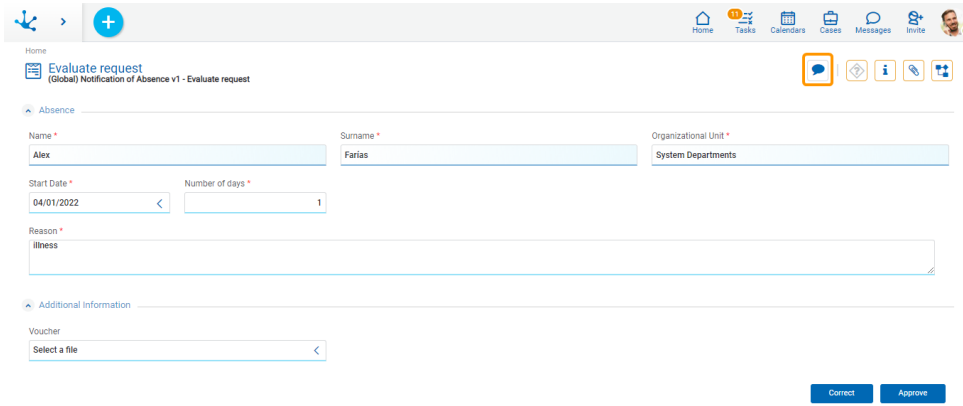 11
Home
Tasks
Calendars
Cases
Messages
Invite
Home
Evaluate request
(Global) Notification of Absence v1 - Evaluate request
Absence
Name *
Surname *
Organizational Unit *
Alex
Farías
System Departments
Start Date *
Number of days *
04/01/2022
1
Reason *
illness
Additional Information
Voucher
Select a file
Correct
Approve